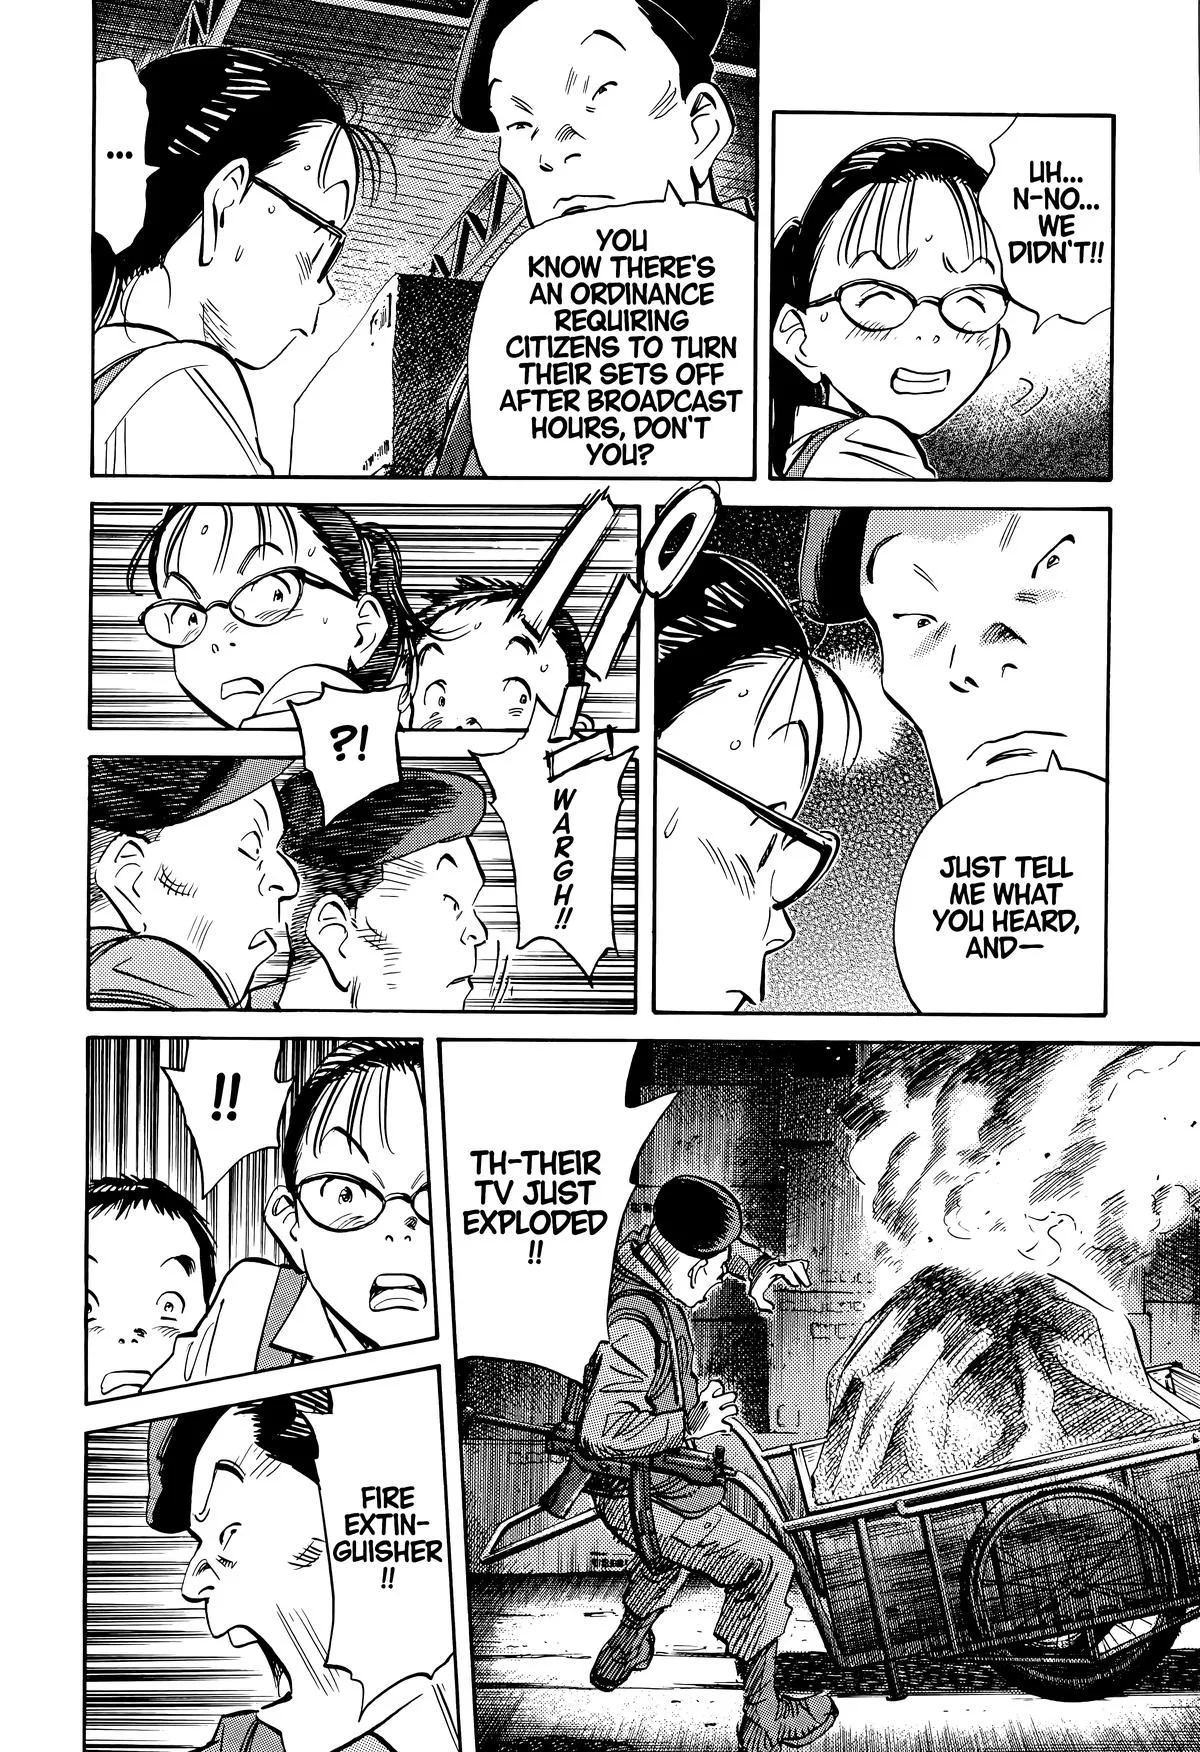 UH...
N-NO...
WE
DIDN'T!!
YOU
KNOW THERE'S
AN ORDINANCE
REQUIRING
CITIZENS TO TURN
THEIR SETS OFF
AFTER BROADCAST
HOURS, DON'T
YOU?
...
JUST TELL
ME WHAT
YOU HEARD,
AND—
WARGH!!
?!
TH-THEIR
TV JUST
EXPLODED
!!
!!
FIRE
EXTIN-
GUISHER
!!